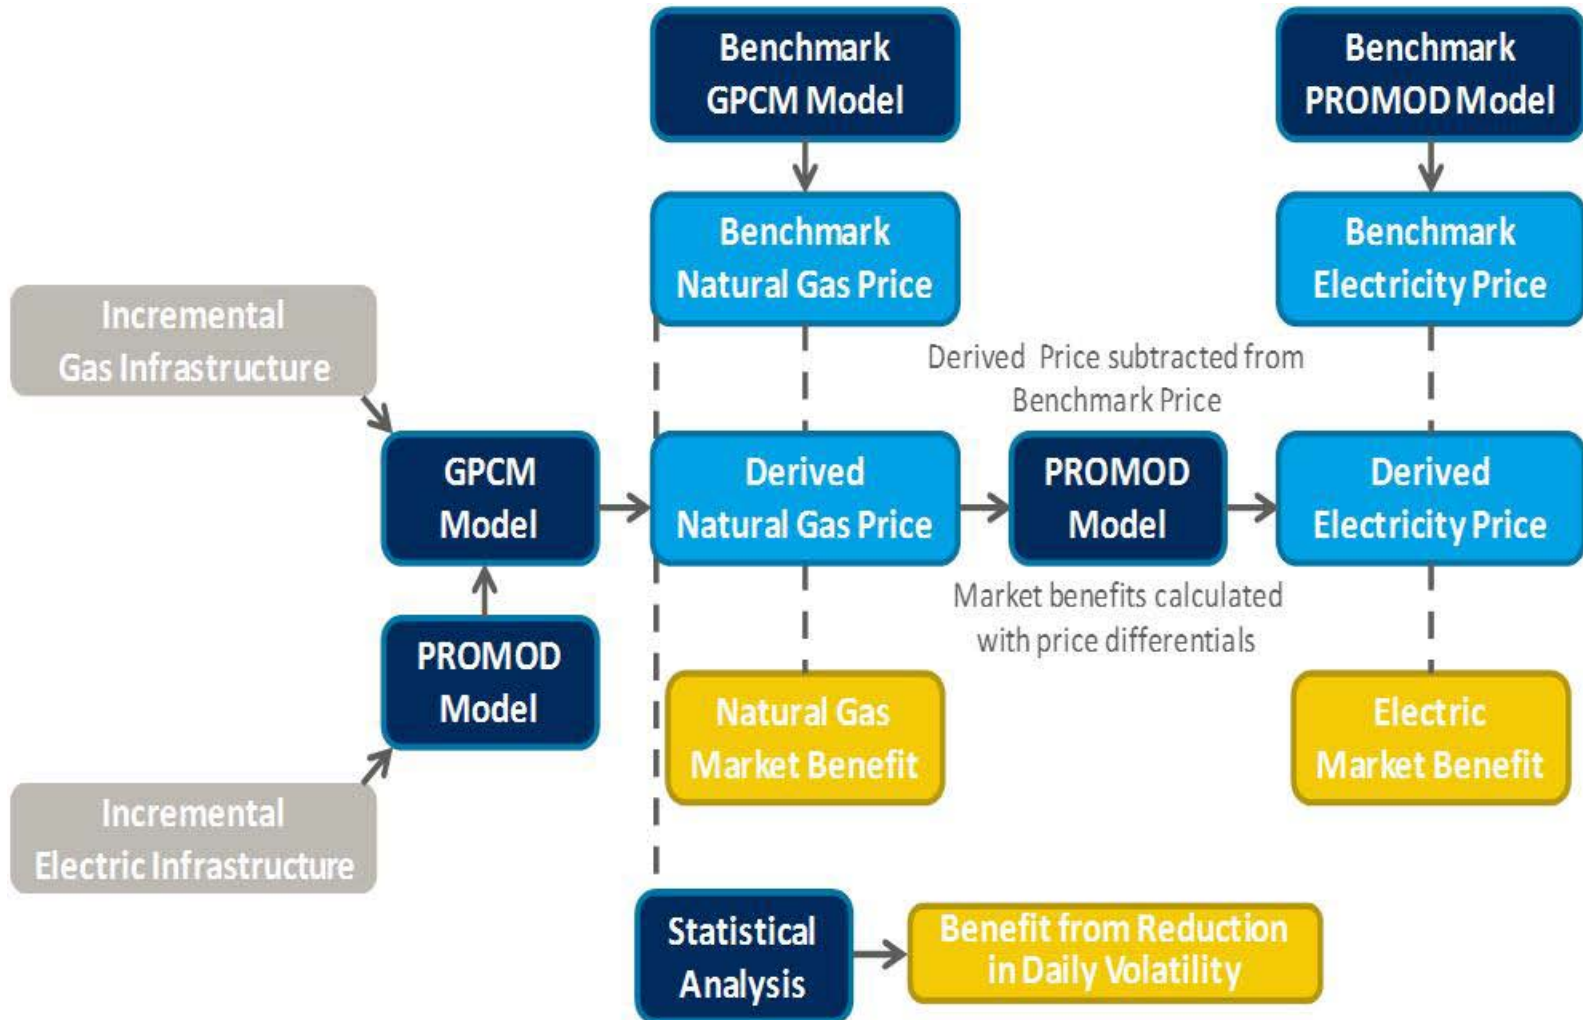 Benchmark
GPCM Model
Benchmark
PROMOD Model
Benchmark
Natural Gas Price
Benchmark
Electricity Price
Incremental
Gas Infrastructure
Derived Price subtracted from
Benchmark Price
GPCM
Model
Derived
Natural Gas Price
PROMOD
Model
Derived
Electricity Price
Market benefits calculated
with price differentials
PROMOD
Model
Natural Gas
Market Benefit
Electric
Market Benefit
Incremental
Electric Infrastructure
Statistical
Analysis
Benefit from Reduction
in Daily Volatility